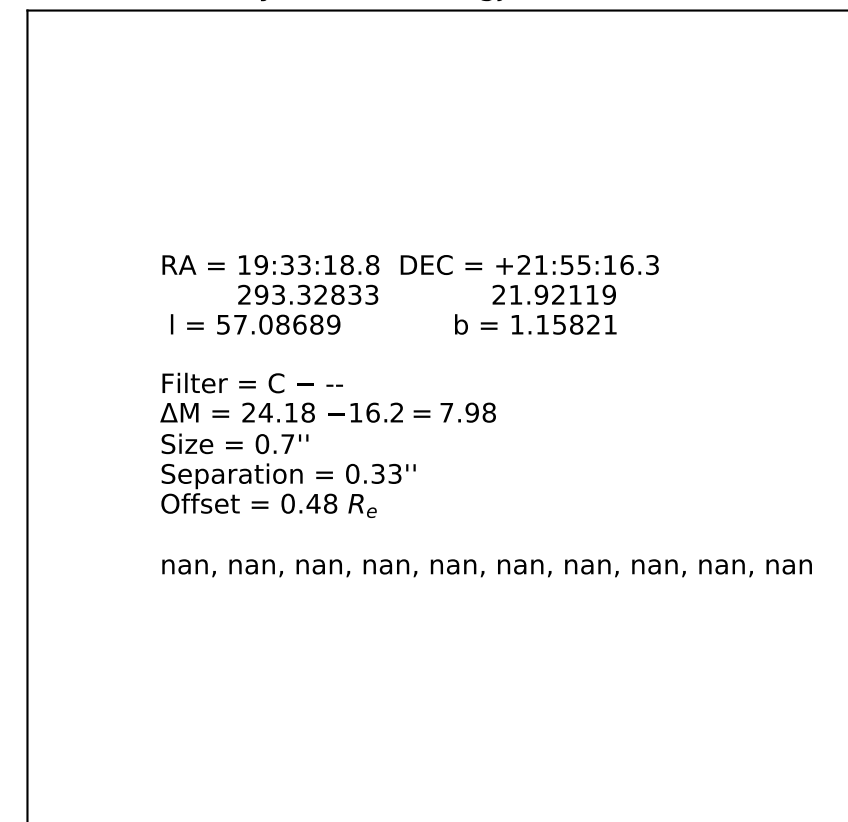 RA = 19:33:18.8 DEC = +21:55:16.3
293.32833 21.92119
l = 57.08689 b = 1.15821
Filter = C − --
ΔM = 24.18 −16.2 = 7.98
Size = 0.7''
Separation = 0.33''
Offset = 0.48 Re
nan, nan, nan, nan, nan, nan, nan, nan, nan, nan